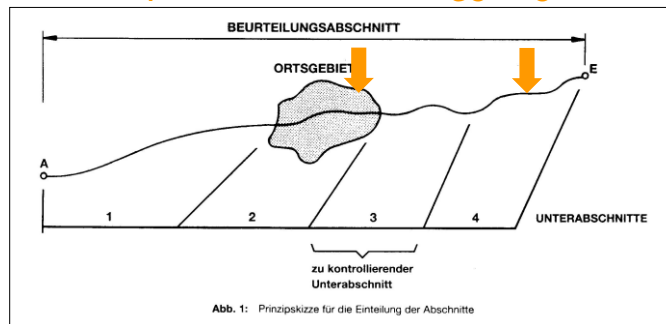 BEURTEILUNGSABSCHNITT
ORTSGEBIET
E
A
1 2 3 4 UNTERABSCHNITTE
zu kontrollierender
Unterabschnitt
Abb. 1: Prinzipskizze für die Einteilung der Abschnitte